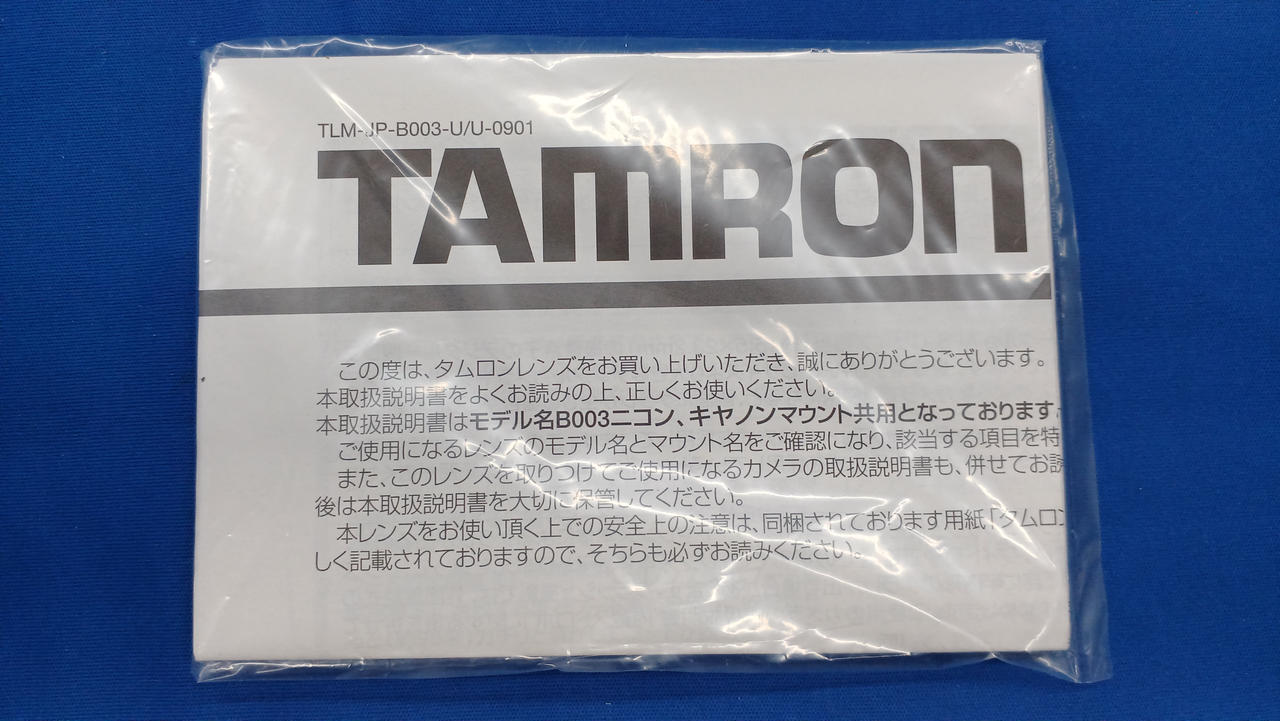 TLM-JP-B003-U/U-0901
TAMRON
この度は、タムロンレンズをお買い上げいただき、誠にありがとうございます。
本取扱説明書をよくお読みの上、正しくお使いください。
本取扱説明書はモデル名B003ニコン、キヤノンマウント共用となっております。
ご使用になるレンズのモデル名とマウント名をご確認になり、該当する項目を特
また、このレンズを取りつけてご使用になるカメラの取扱説明書も、併せてお読
後は本取扱説明書を大切に保管してください。
本レンズをお使い頂く上での安全上の注意は、同梱されております用紙「タムロン
しく記載されておりますので、そちらも必ずお読みください。